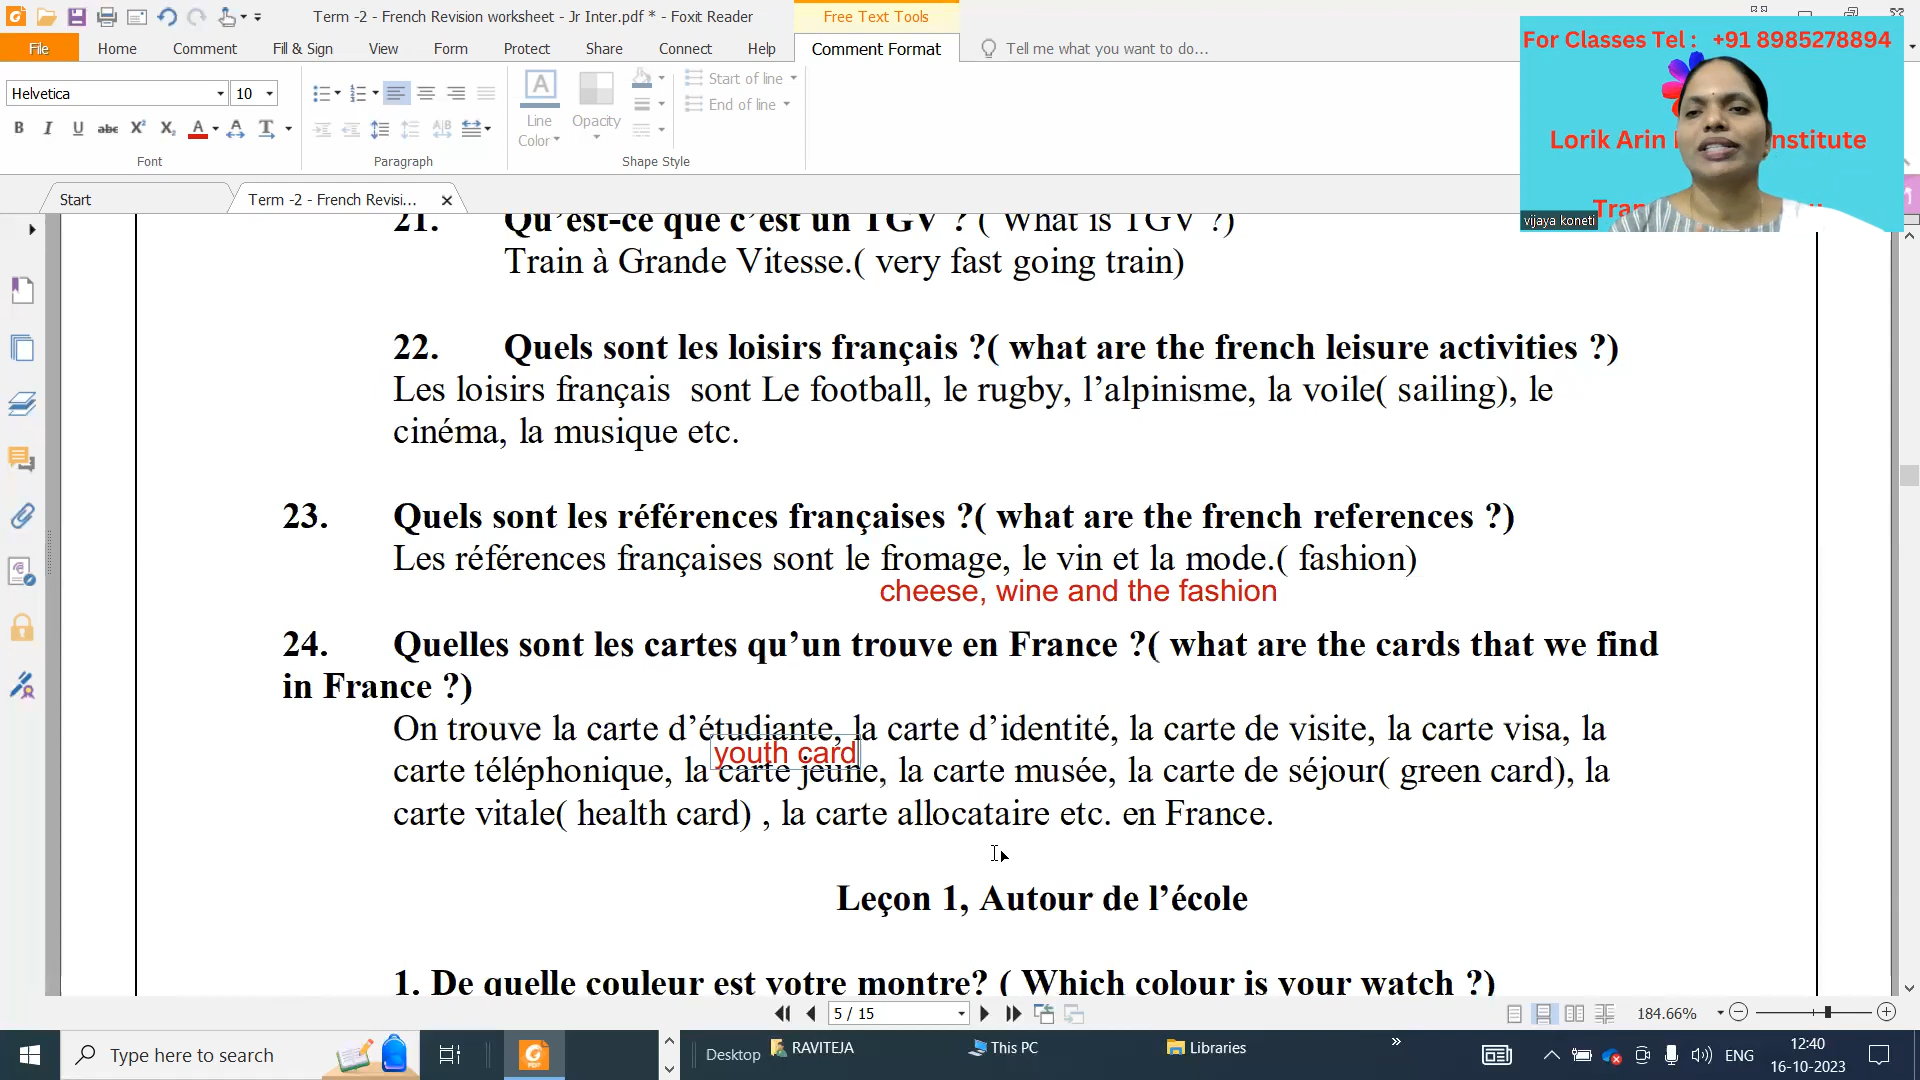 Term -2 - French Revision worksheet - Jr Inter.pdf * - Foxit Reader
Free Text Tools
File Home Comment Fill & Sign View Form Protect Share Connect Help Comment Format Tell me what you want to do...
Helvetica 10
Line Color
Opacity
Start of line
End of line
Font
Paragraph
Shape Style
For Classes Tel : +91 8985278894
Lorik Arin
vijaya koneti
Start
Term -2 - French Revisi...
21. Qu'est-ce que c'est un TGV ? ( What is TGV ?)
Train à Grande Vitesse.( very fast going train)
22. Quels sont les loisirs français ?( what are the french leisure activities ?)
Les loisirs français sont Le football, le rugby, l'alpinisme, la voile( sailing), le
cinéma, la musique etc.
23. Quels sont les références françaises ?( what are the french references ?)
Les références françaises sont le fromage, le vin et la mode.( fashion)
cheese, wine and the fashion
24. Quelles sont les cartes qu'un trouve en France ?( what are the cards that we find
in France ?)
On trouve la carte d'étudiante, la carte d'identité, la carte de visite, la carte visa, la
youth card
carte téléphonique, la carte jeune, la carte musée, la carte de séjour( green card), la
carte vitale( health card) , la carte allocataire etc. en France.
Leçon 1, Autour de l'école
1. De quelle couleur est votre montre? ( Which colour is your watch ?)
5 / 15
184.66%
Type here to search
Desktop
RAVITEJA
This PC
Libraries
ENG
12:40
16-10-2023